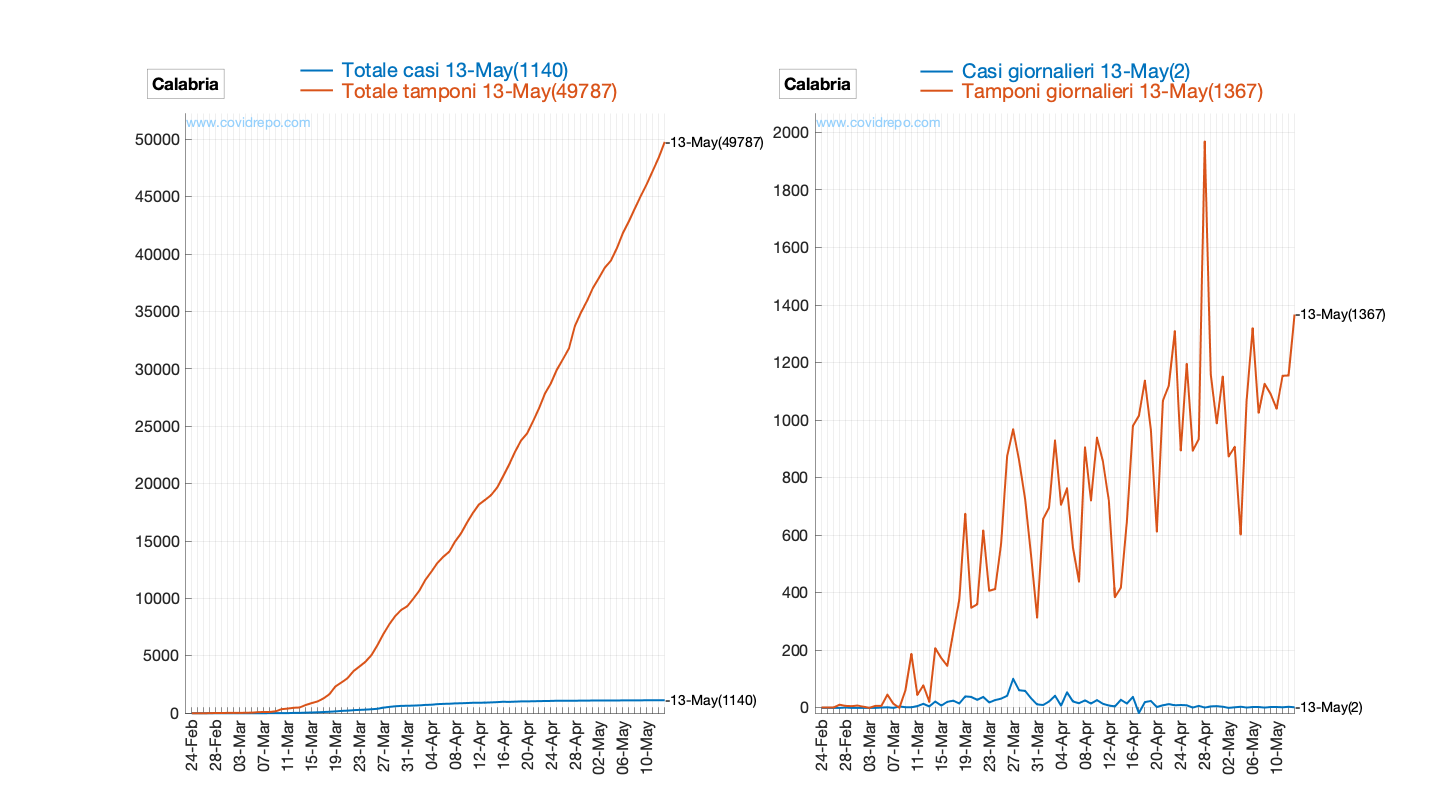 Calabria
Totale casi 13-May(1140)
Totale tamponi 13-May(49787)
www.covidrepo.com
50000
45000
40000
35000
30000
25000
20000
15000
10000
5000
0
13-May(49787)
13-May(1140)
24-Feb
28-Feb
03-Mar
07-Mar
11-Mar
15-Mar
19-Mar
23-Mar
27-Mar
31-Mar
04-Apr
08-Apr
12-Apr
16-Apr
20-Apr
24-Apr
28-Apr
02-May
06-May
10-May
Calabria
Casi giornalieri 13-May(2)
Tamponi giornalieri 13-May(1367)
www.covidrepo.com
2000
1800
1600
1400
1200
1000
800
600
400
200
0
13-May(1367)
13-May(2)
24-Feb
28-Feb
03-Mar
07-Mar
11-Mar
15-Mar
19-Mar
23-Mar
27-Mar
31-Mar
04-Apr
08-Apr
12-Apr
16-Apr
20-Apr
24-Apr
28-Apr
02-May
06-May
10-May